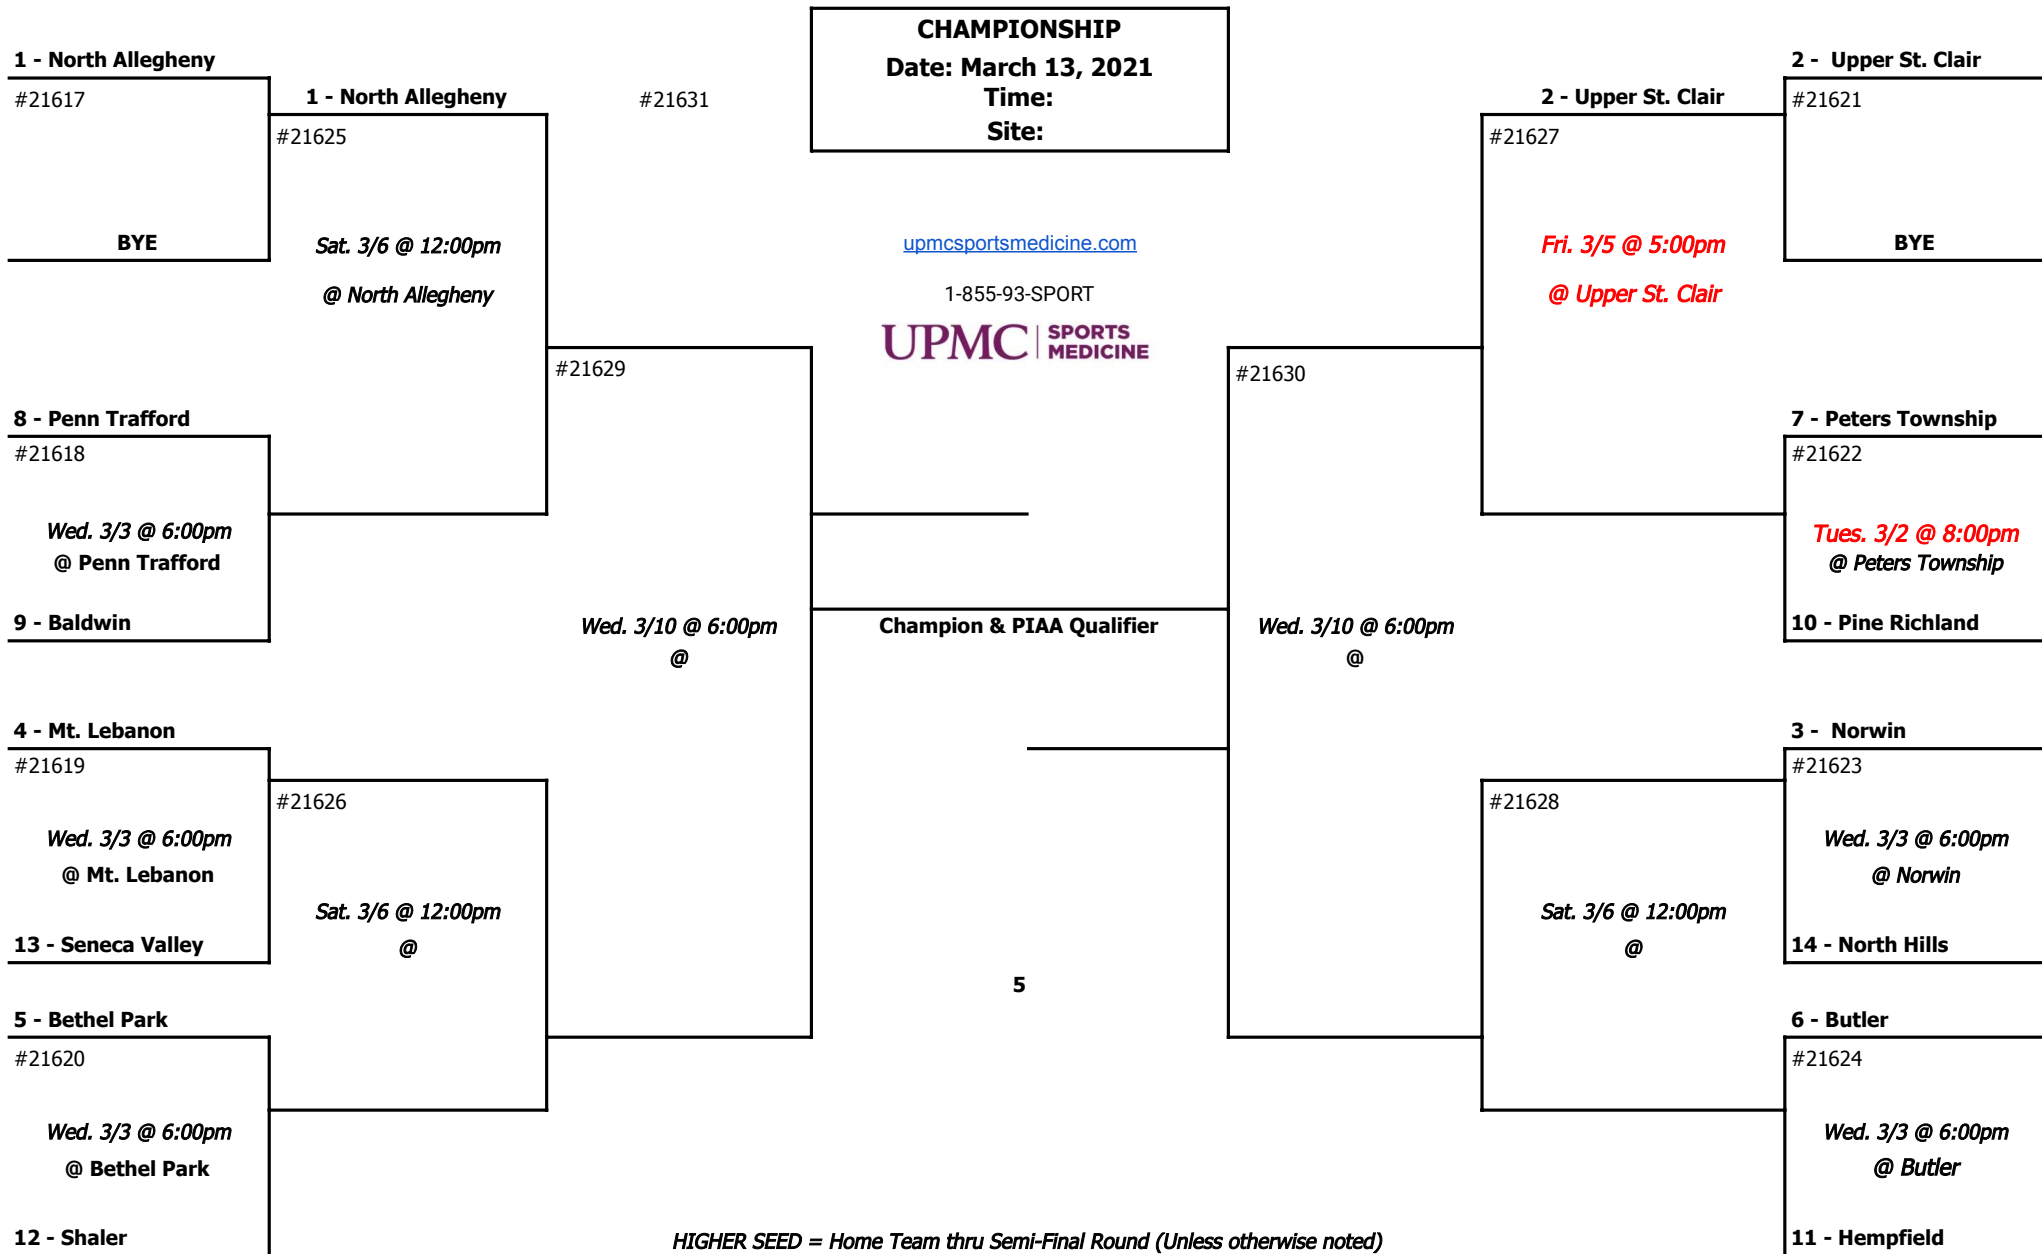 CHAMPIONSHIP
Date: March 13, 2021
Time:
Site:
1 - North Allegheny
#21617
BYE
1 - North Allegheny
#21625
Sat. 3/6 @ 12:00pm
@ North Allegheny
8 - Penn Trafford
#21618
Wed. 3/3 @ 6:00pm
@ Penn Trafford
9 - Baldwin
4 - Mt. Lebanon
#21619
Wed. 3/3 @ 6:00pm
@ Mt. Lebanon
13 - Seneca Valley
#21626
Sat. 3/6 @ 12:00pm
@
5 - Bethel Park
#21620
Wed. 3/3 @ 6:00pm
@ Bethel Park
12 - Shaler
#21629
Wed. 3/10 @ 6:00pm
@
#21631
upmcsportsmedicine.com
1-855-93-SPORT
UPMC SPORTS
MEDICINE
Champion & PIAA Qualifier
5
#21630
Wed. 3/10 @ 6:00pm
@
2 - Upper St. Clair
#21627
Fri. 3/5 @ 5:00pm
@ Upper St. Clair
2 - Upper St. Clair
#21621
BYE
7 - Peters Township
#21622
Tues. 3/2 @ 8:00pm
@ Peters Township
10 - Pine Richland
3 - Norwin
#21623
Wed. 3/3 @ 6:00pm
@ Norwin
14 - North Hills
#21628
Sat. 3/6 @ 12:00pm
@
6 - Butler
#21624
Wed. 3/3 @ 6:00pm
@ Butler
11 - Hempfield
HIGHER SEED = Home Team thru Semi-Final Round (Unless otherwise noted)